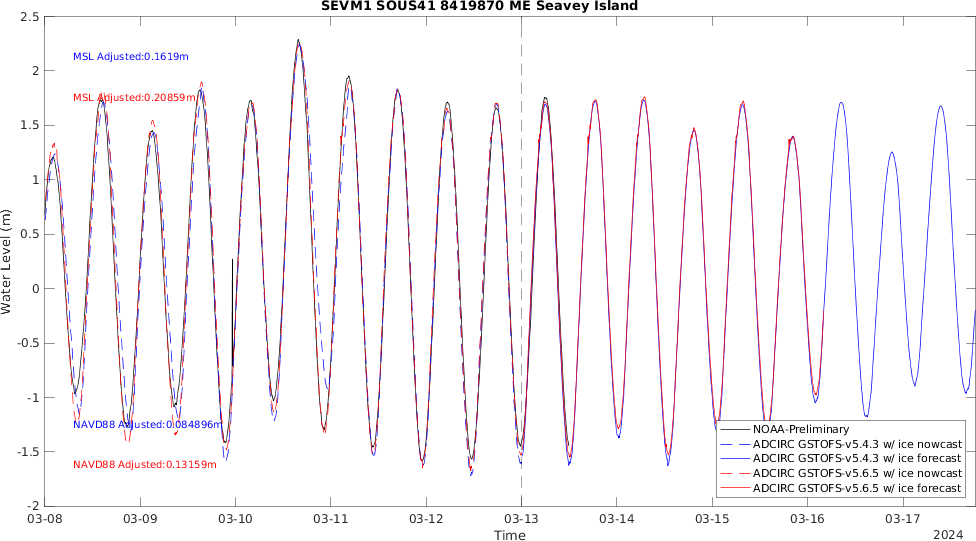 SEVM1 SOUS41 8419870 ME Seavey Island
2.5
2
1.5
1
0.5
0
-0.5
-1
-1.5
-2
Water Level (m)
MSL Adjusted:0.1619m
MSL Adjusted:0.20859m
NAVD88 Adjusted:0.084896m
NAVD88 Adjusted:0.13159m
NOAA-Preliminary
ADCIRC GSTOFS-v5.4.3 w/ ice nowcast
ADCIRC GSTOFS-v5.4.3 w/ ice forecast
ADCIRC GSTOFS-v5.6.5 w/ ice nowcast
ADCIRC GSTOFS-v5.6.5 w/ ice forecast
03-08 03-09 03-10 03-11 03-12 03-13 03-14 03-15 03-16 03-17
Time
2024